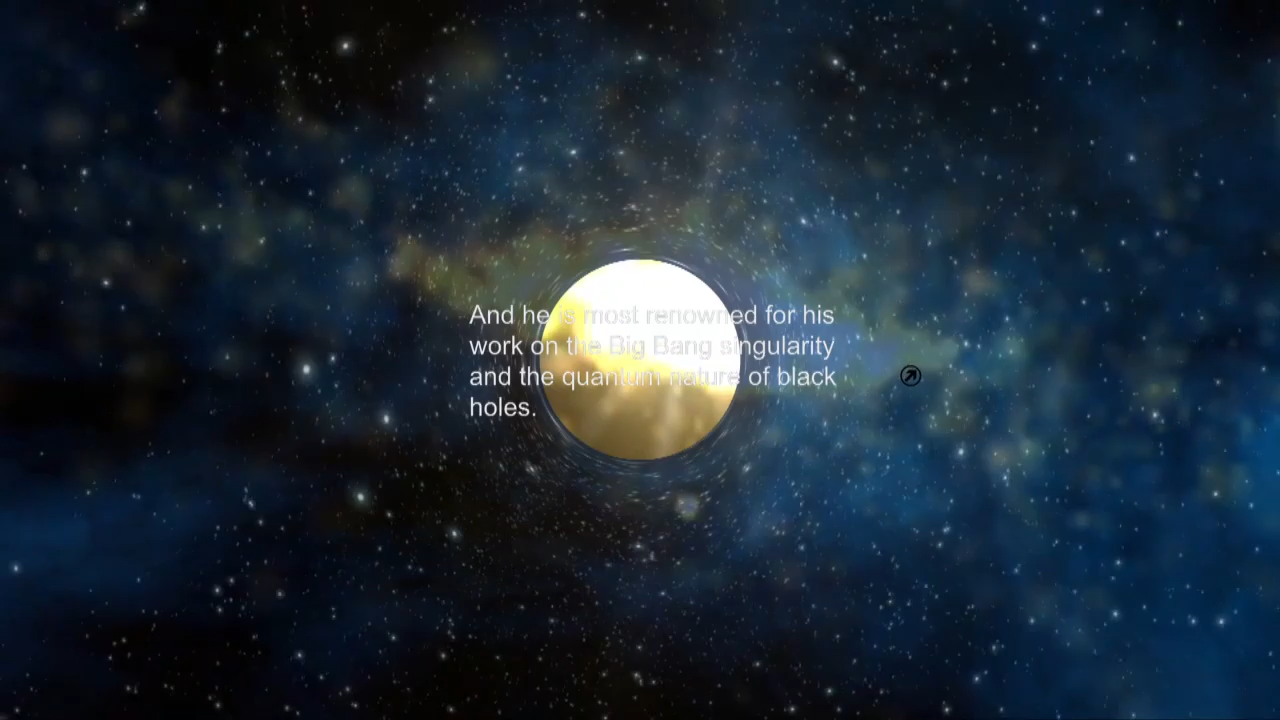 And he is most renowned for his
work on the Big Bang singularity
and the quantum nature of black
holes.